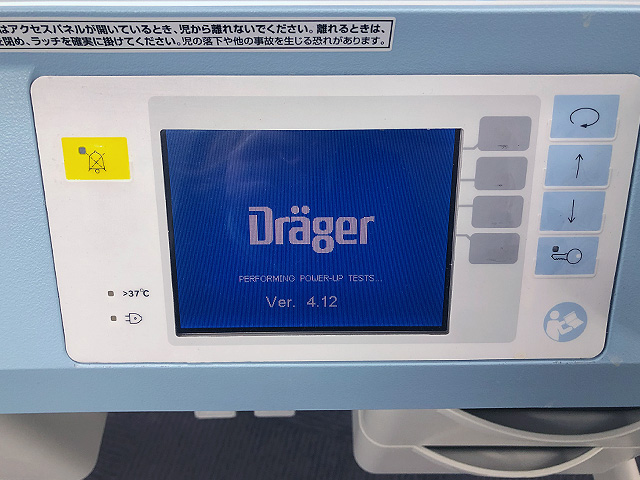 はアクセスパネルが開いているとき、児から離れないでください。離れるときは、
を閉め、ラッチを確実に掛けてください。児の落下や他の事故を生じる恐れがあります。
Dräger
PERFORMING POWER-UP TESTS...
Ver. 4.12
>37°C